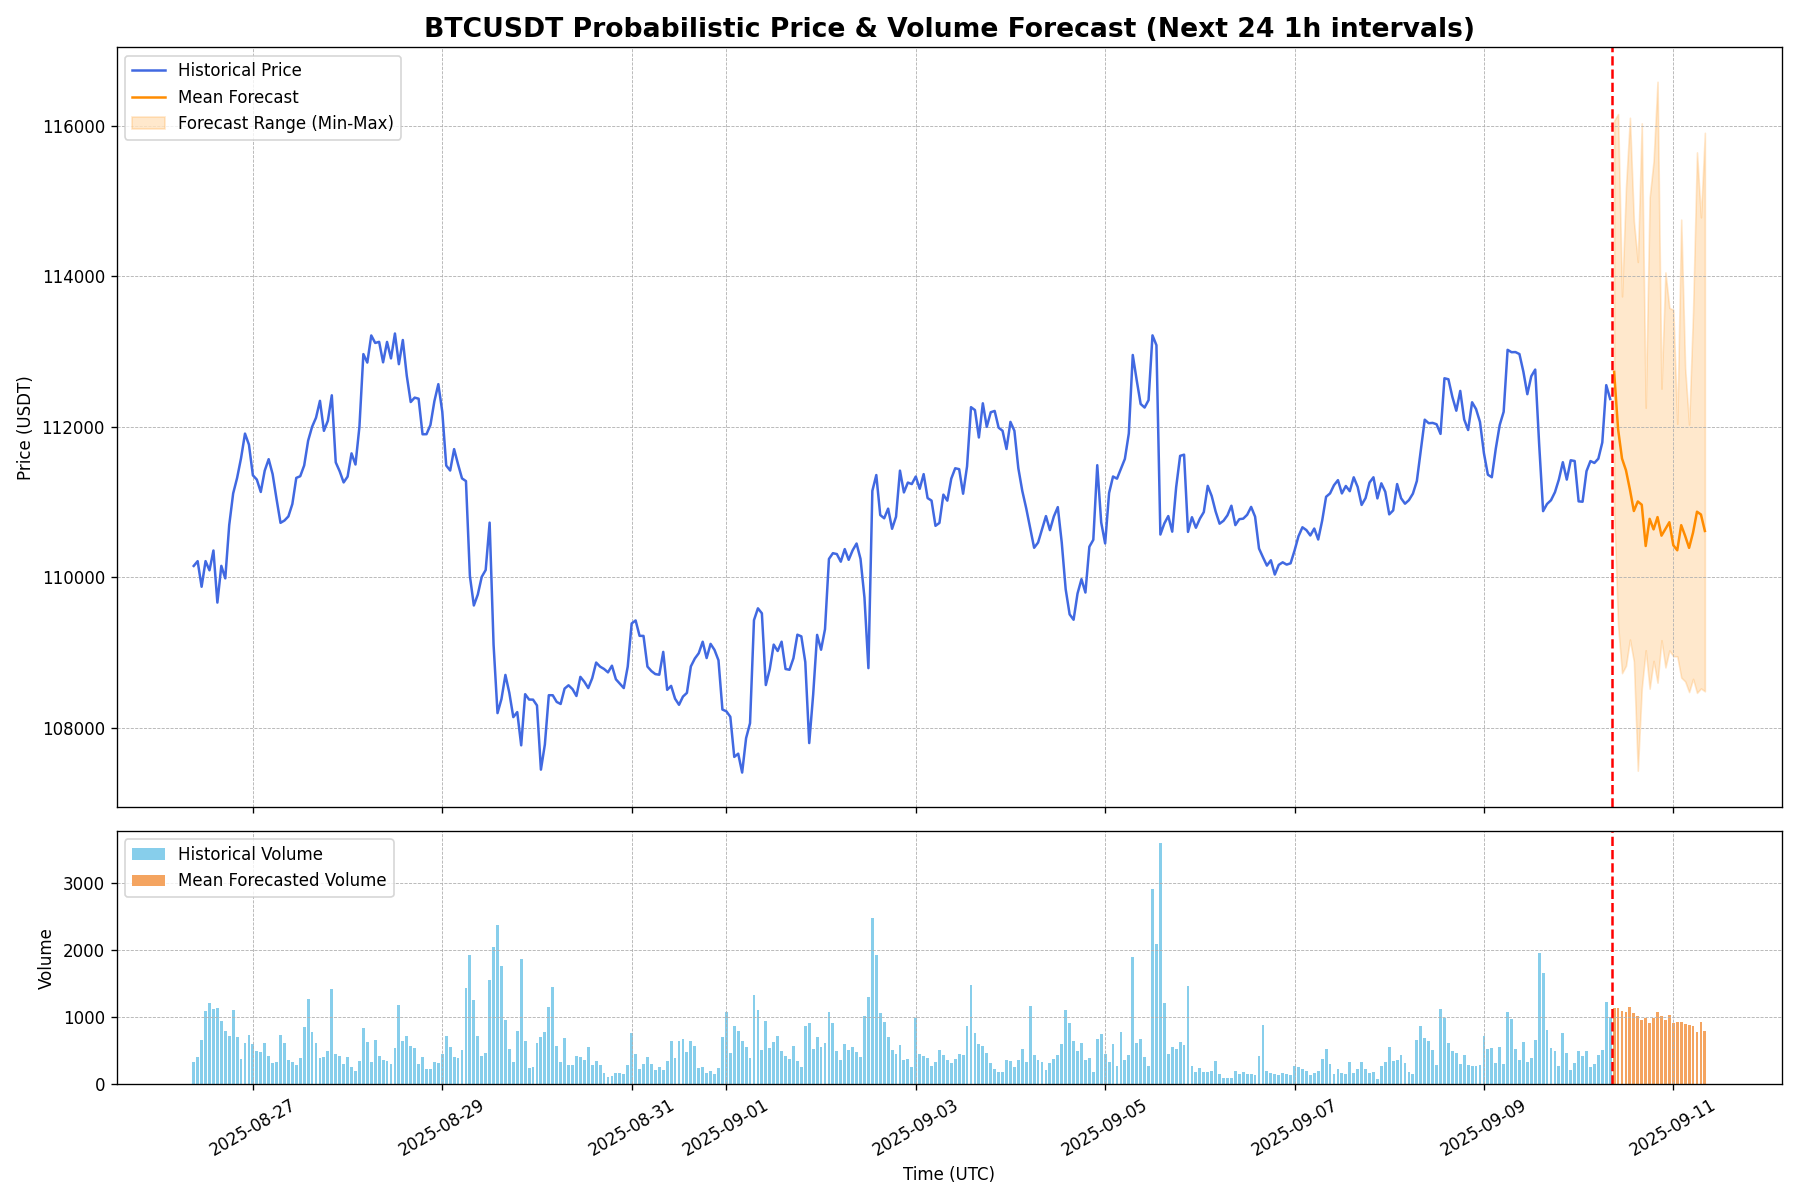 BTCUSDT Probabilistic Price & Volume Forecast (Next 24 1h intervals)
Historical Price
Mean Forecast
Forecast Range (Min-Max)
116000
114000
112000
110000
108000
Price (USDT)
Historical Volume
Mean Forecasted Volume
3000
2000
1000
0
Volume
2025-08-27
2025-08-29
2025-08-31
2025-09-01
2025-09-03
2025-09-05
2025-09-07
2025-09-09
2025-09-11
Time (UTC)